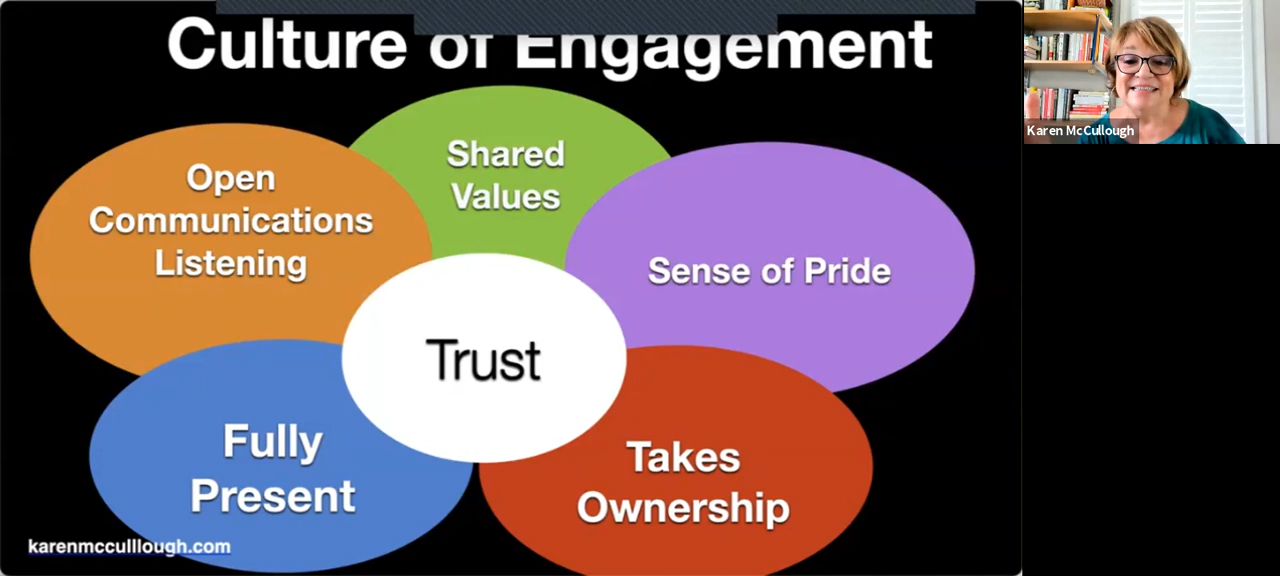 Culture of Engagement
Shared
Values
Open
Communications
Listening
Sense of Pride
Trust
Fully
Present
Takes
Ownership
karenmcculllough.com
Karen McCullough